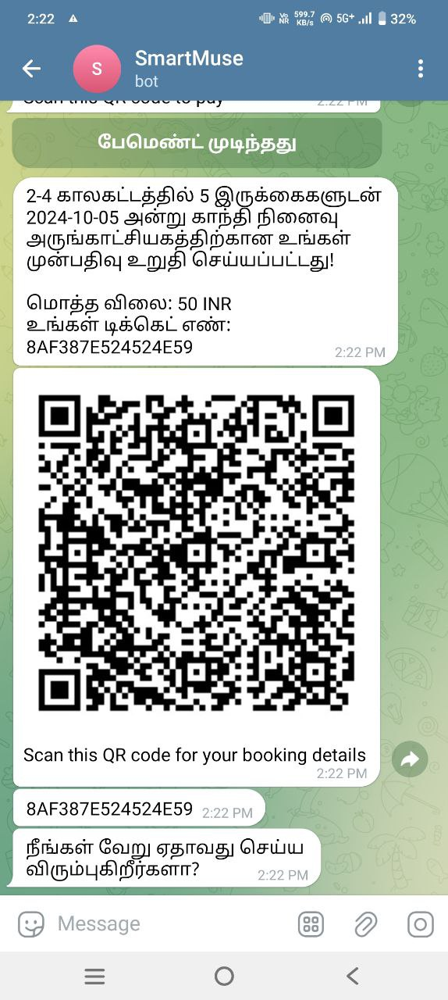 2:22
Vo
NR
599.7
KB/s
5G+
32%
S
SmartMuse
bot
Scan this QR code to pay
2:22 PM
பேமெண்ட் முடிந்தது
2-4 காலகட்டத்தில் 5 இருக்கைகளுடன்
2024-10-05 அன்று காந்தி நினைவு
அருங்காட்சியகத்திற்கான உங்கள்
முன்பதிவு உறுதி செய்யப்பட்டது!
மொத்த விலை: 50 INR
உங்கள் டிக்கெட் எண்:
8AF387E524524E59
2:22 PM
Scan this QR code for your booking details
2:22 PM
8AF387E524524E59 2:22 PM
நீங்கள் வேறு ஏதாவது செய்ய
விரும்புகிறீர்களா?
2:22 PM
Message